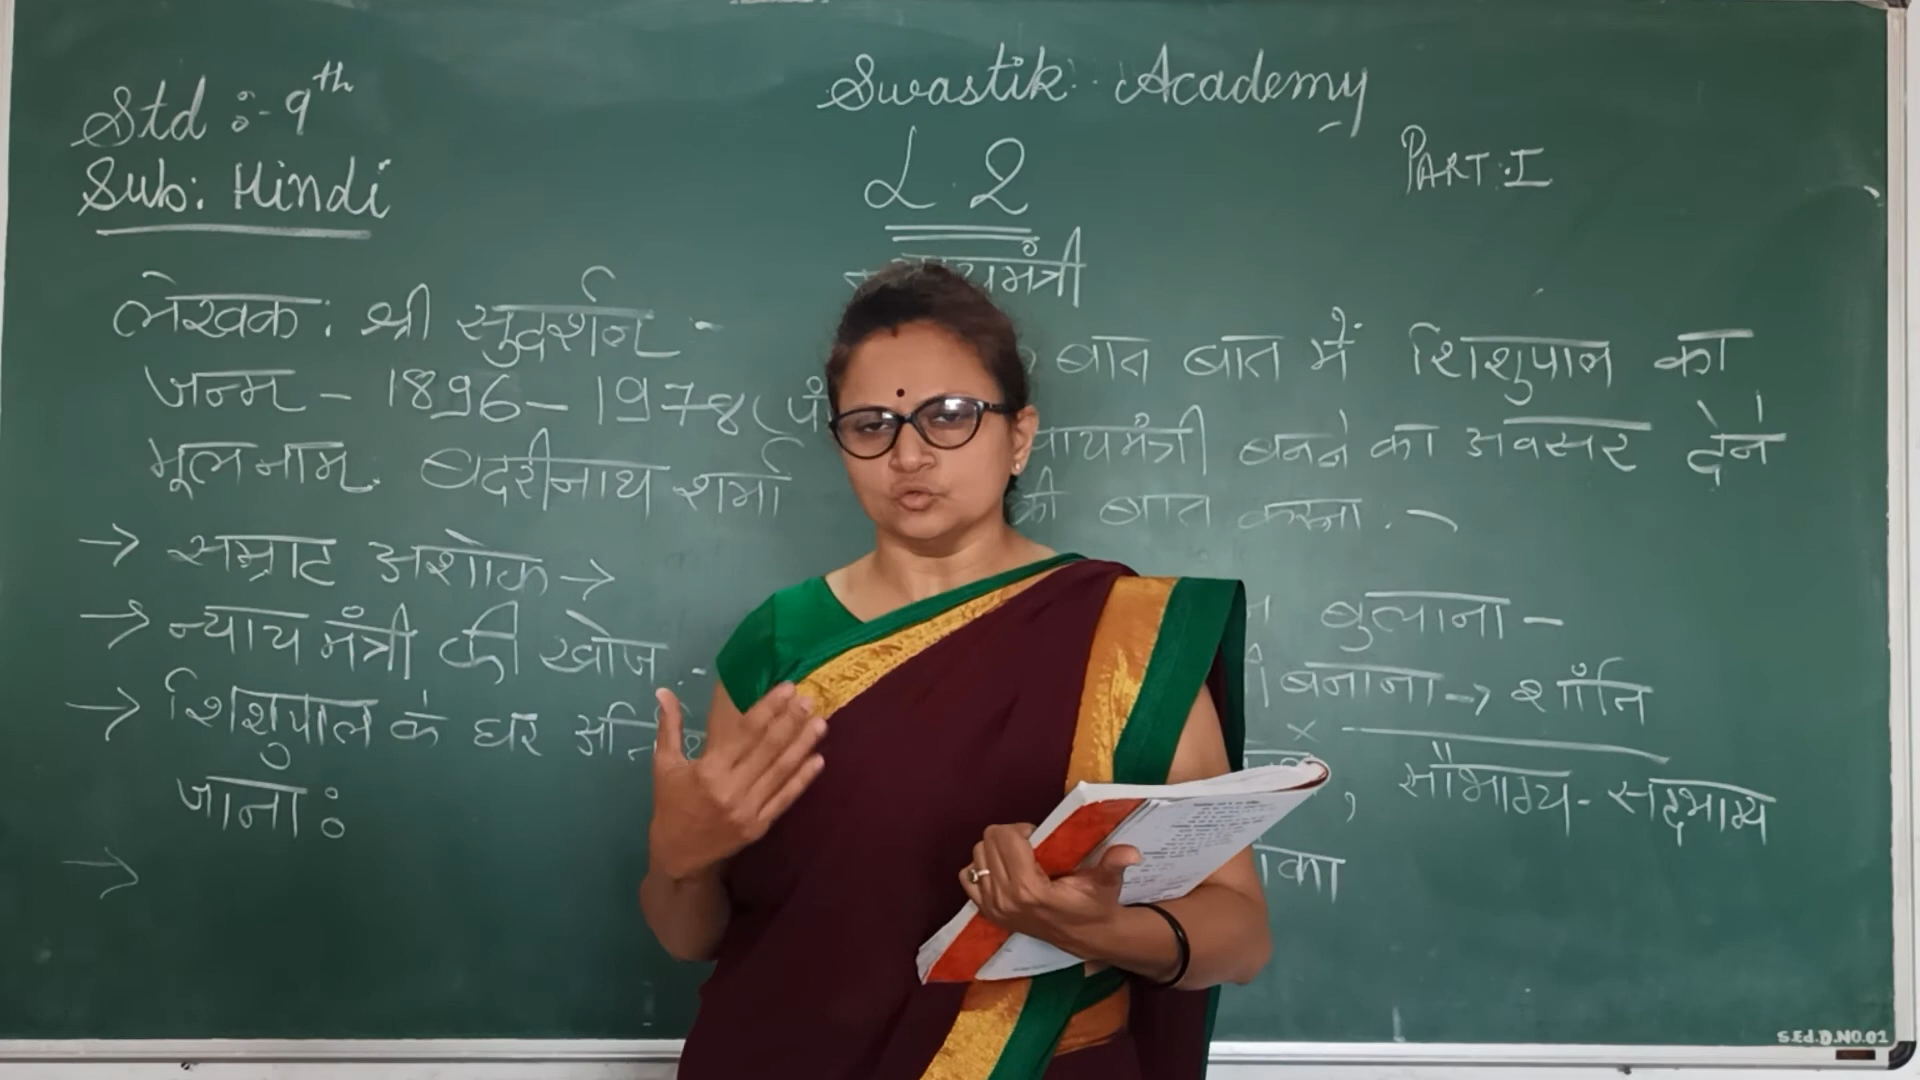 Std :- 9th
Sub: Hindi
Swastik Academy
L. 2
PART : I
लेखक : श्री सुदर्शन -
जन्म - 1896 - 1978 (पं
मूलनाम. बदरीनाथ शर्मा
→ सम्राट अशोक →
→ न्याय मंत्री की खोज. -
→ शिशुपाल के घर
जाना :
→
बात बात में शिशुपाल को
बनने का अवसर देने
की बात करना. -
बुलाना -
बनाना → शाँति
×
, सौभाग्य - सद्भाग्य
S.Ed.D.NO.01